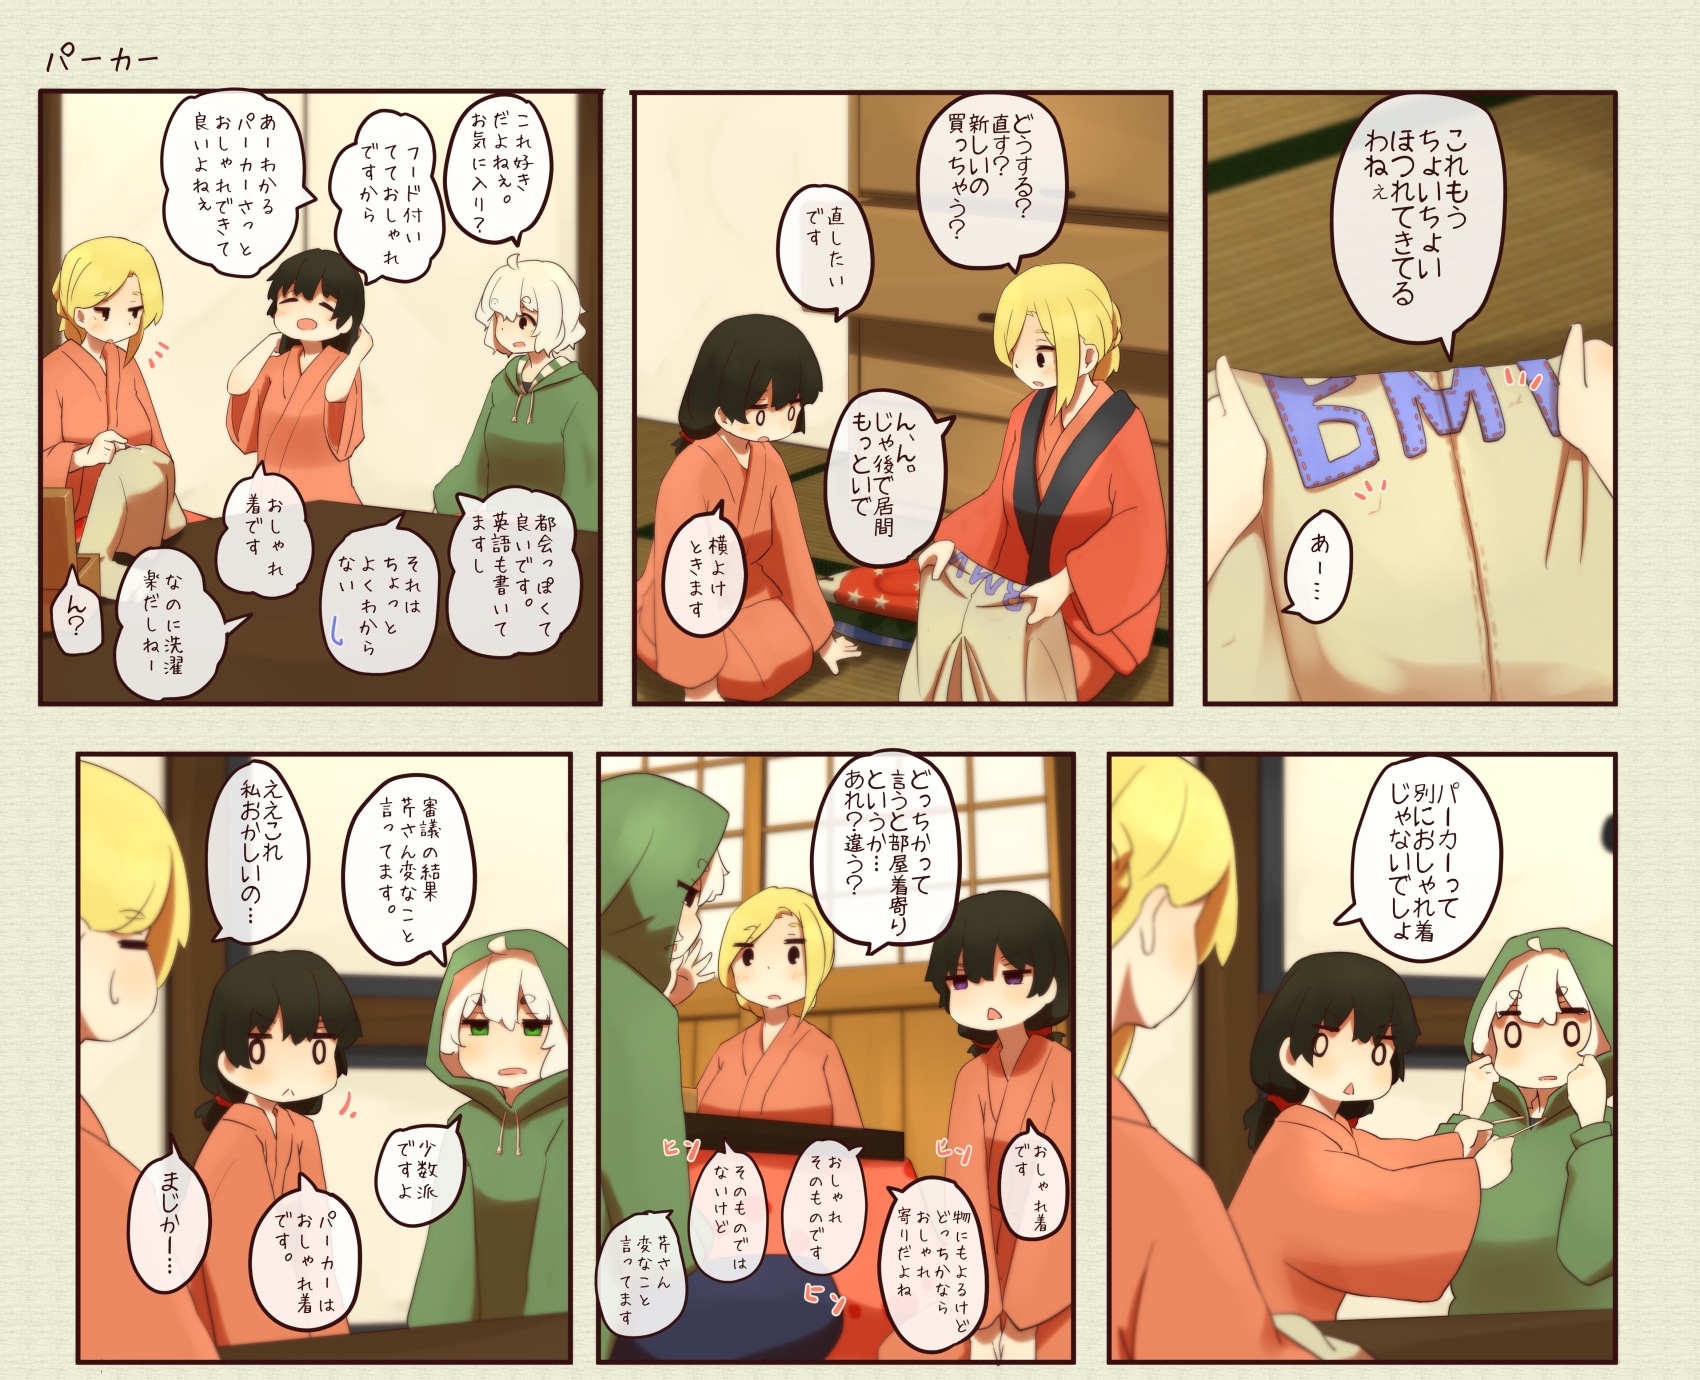 パーカー
これもう
ちょいちょい
ほつれてきてる
わねぇ
BMW
あー…
どうする?
直す?
新しいの
買っちゃう?
直したい
です
ん、ん。
じゃ後で居間
もっといで
横よけ
ときます
BMW
これ好き
だよねぇ。
お気に入り?
フード付い
てておしゃれ
ですから
あーわかる
パーカーさっと
おしゃれできて
良いよねぇ
都会っぽくて
良いです。
英語も書いて
ますし
それは
ちょっと
よくわから
ない
おしゃれ
着です
なのに洗濯
楽だしねー
ん?
パーカーって
別におしゃれ着
じゃないでしょ
どっちかって
言うと部屋着寄り
というか…
あれ?違う?
おしゃれ着
です
ヒン
物にもよるけど
どっちかなら
おしゃれ
寄りだよね
おしゃれ
そのものです
ヒン
そのものでは
ないけど
ヒン
芹さん
変なこと
言ってます
審議の結果
芹さん変なこと
言ってます。
ええこれ
私おかしいの…
少数派
ですよ
パーカーは
おしゃれ着
です。
まじかー…